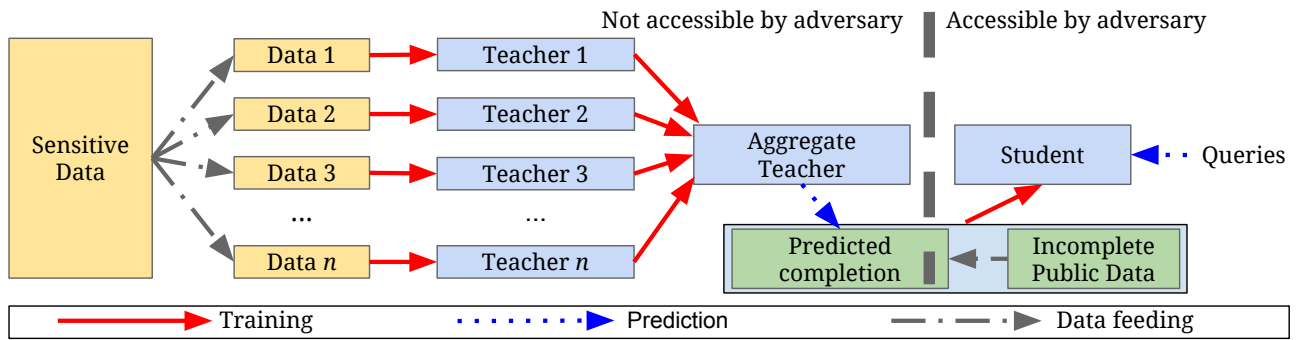 Not accessible by adversary
Accessible by adversary
Sensitive
Data
Data 1
Teacher 1
Data 2
Teacher 2
Data 3
Teacher 3
...
...
Data n
Teacher n
Aggregate
Teacher
Student
Queries
Predicted
completion
Incomplete
Public Data
Training
Prediction
Data feeding